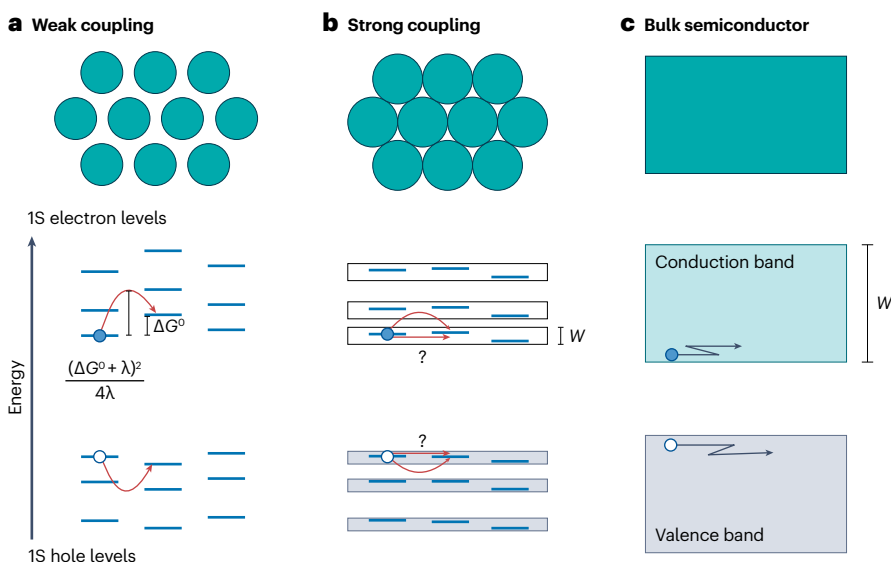 a Weak coupling
b Strong coupling
c Bulk semiconductor
1S electron levels
Energy
ΔG⁰
(ΔG⁰ + λ)²
4λ
1S hole levels
W
?
?
Conduction band
W
Valence band